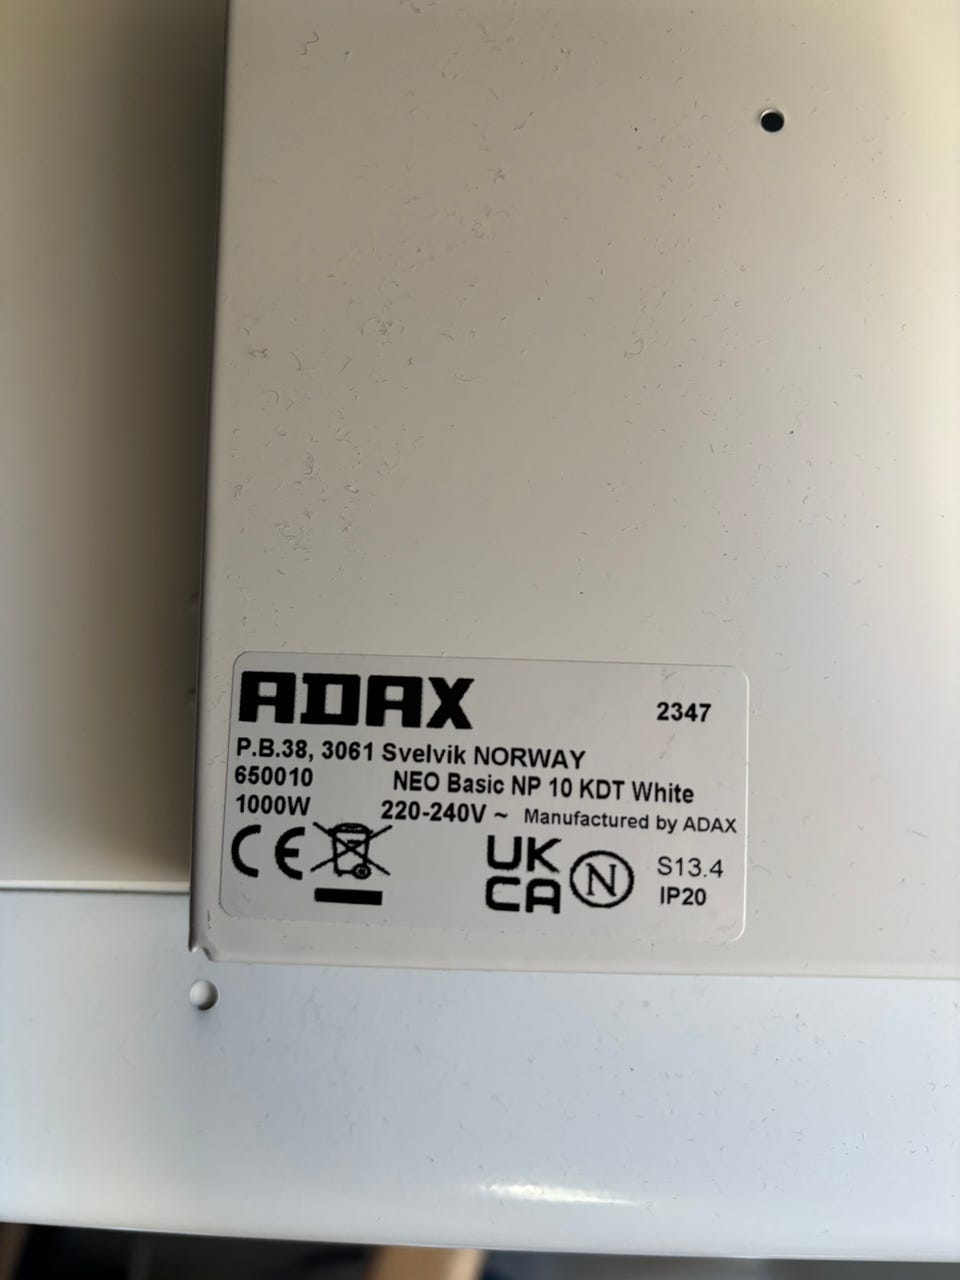 ADAX 2347
P.B.38, 3061 Svelvik NORWAY
650010 NEO Basic NP 10 KDT White
1000W 220-240V ~ Manufactured by ADAX
CE UK CA N S13.4
IP20